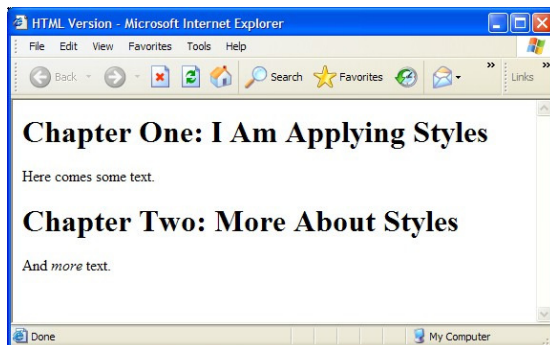 HTML Version - Microsoft Internet Explorer
File Edit View Favorites Tools Help
Back Search Favorites » Links »
Chapter One: I Am Applying Styles
Here comes some text.
Chapter Two: More About Styles
And more text.
Done My Computer